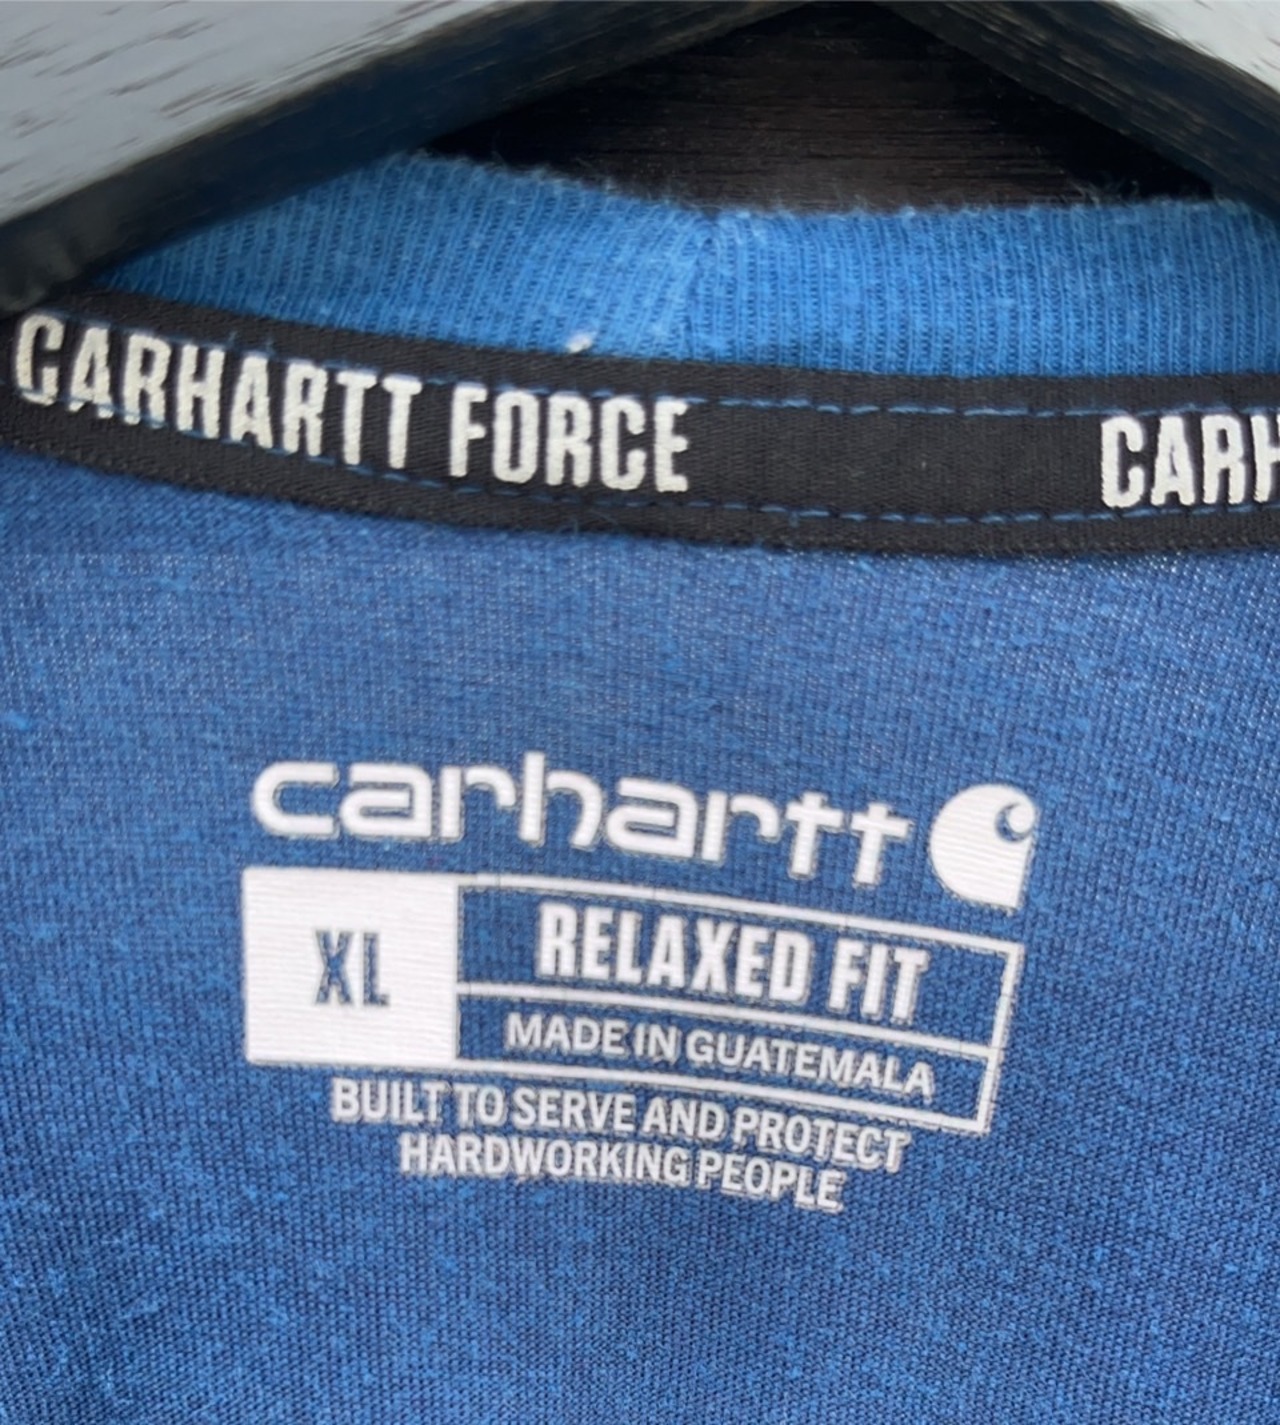 CARHARTT FORCE CARH
carhartt
XL
RELAXED FIT
MADE IN GUATEMALA
BUILT TO SERVE AND PROTECT
HARDWORKING PEOPLE